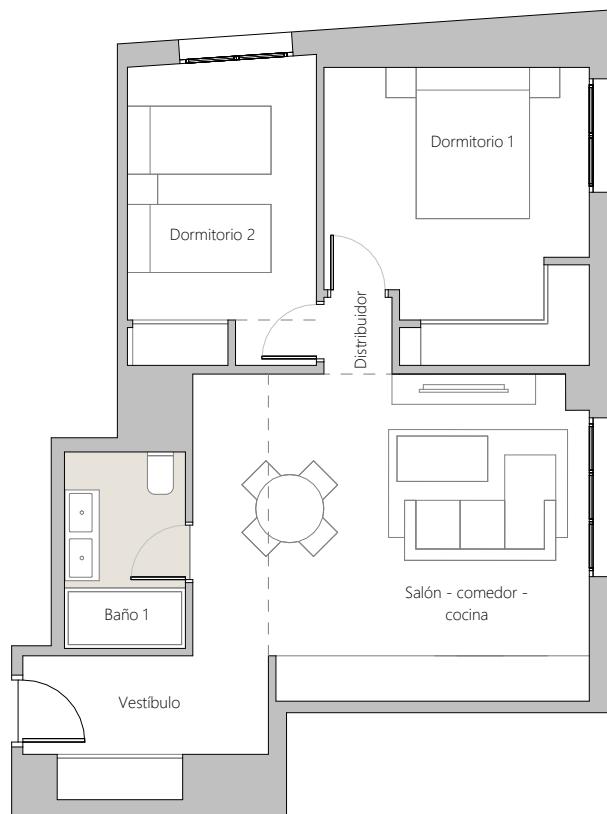 Dormitorio 1
Dormitorio 2
Distribuidor
Salón - comedor -
cocina
Baño 1
Vestíbulo